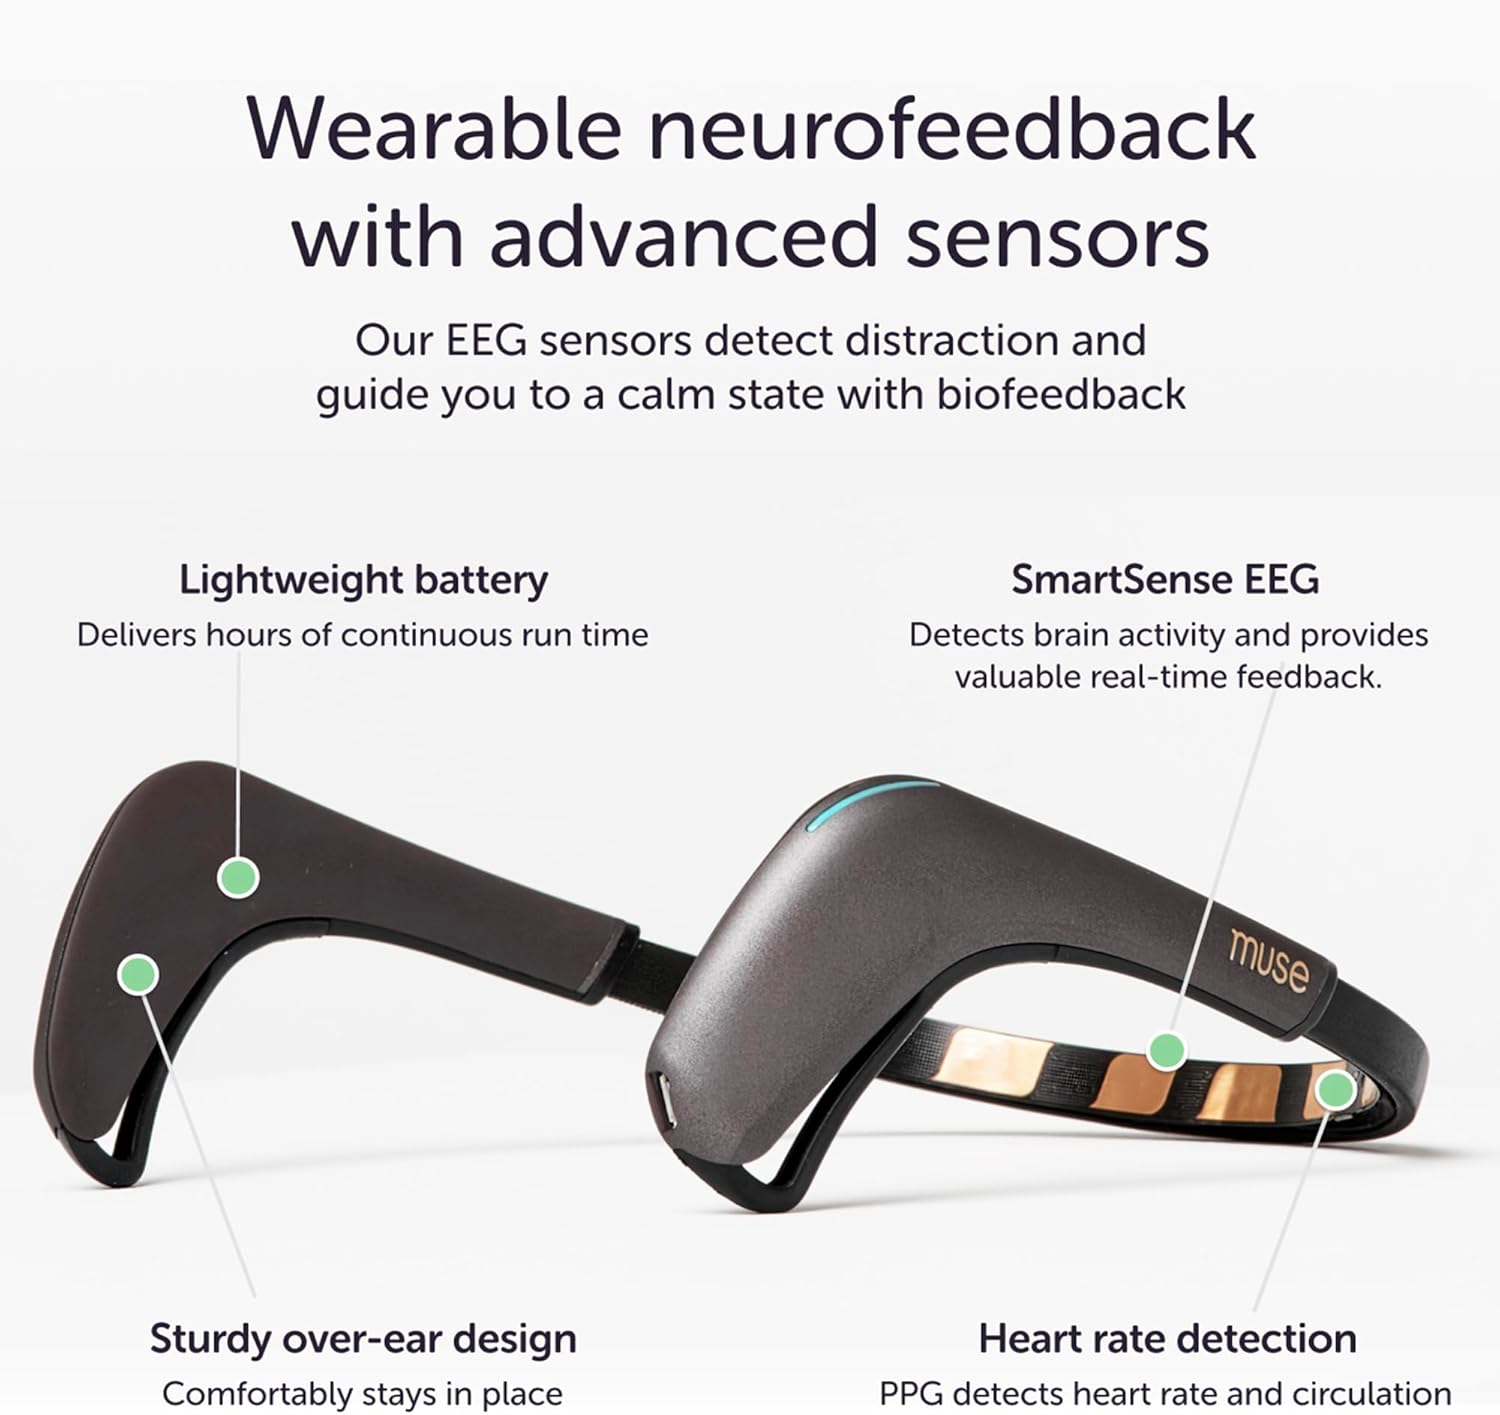 Wearable neurofeedback
with advanced sensors
Our EEG sensors detect distraction and
guide you to a calm state with biofeedback
Lightweight battery
Delivers hours of continuous run time
SmartSense EEG
Detects brain activity and provides
valuable real-time feedback.
muse
Sturdy over-ear design
Comfortably stays in place
Heart rate detection
PPG detects heart rate and circulation